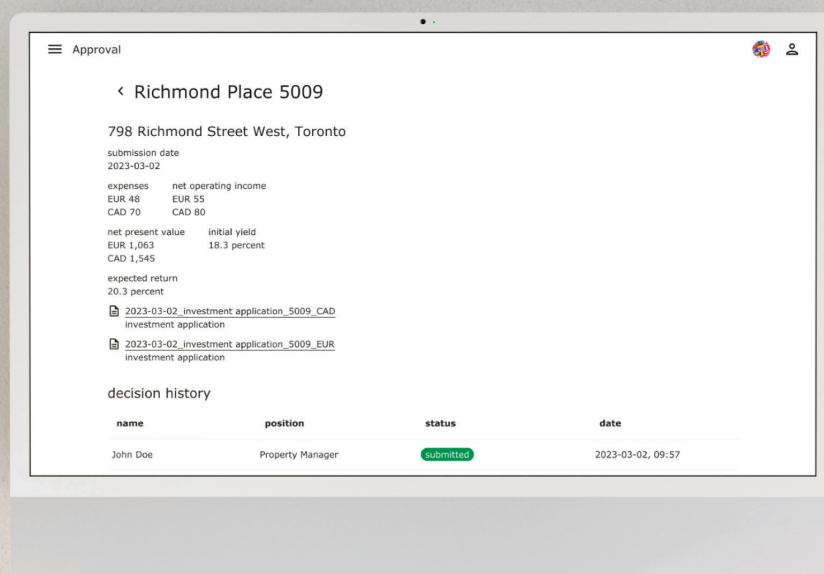 Approval
Richmond Place 5009
798 Richmond Street West, Toronto
submission date
2023-03-02
expenses net operating income
EUR 48 EUR 55
CAD 70 CAD 80
net present value initial yield
EUR 1,063 18.3 percent
CAD 1,545
expected return
20.3 percent
2023-03-02_investment application_5009_CAD
investment application
2023-03-02_investment application_5009_EUR
investment application
decision history
name position status date
John Doe Property Manager submitted 2023-03-02, 09:57